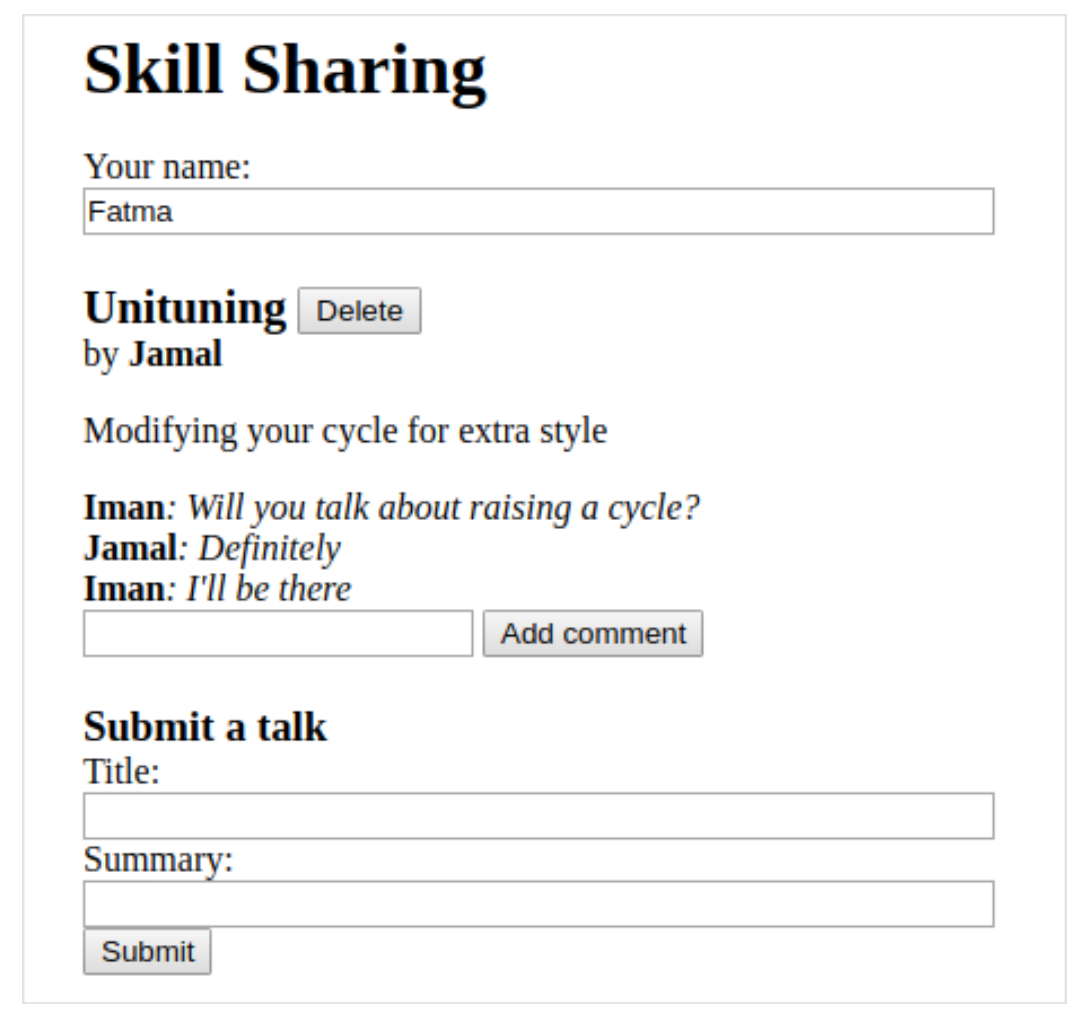 Skill Sharing
Your name:
Fatma
Unituning Delete
by Jamal
Modifying your cycle for extra style
Iman: Will you talk about raising a cycle?
Jamal: Definitely
Iman: I'll be there
Add comment
Submit a talk
Title:
Summary:
Submit